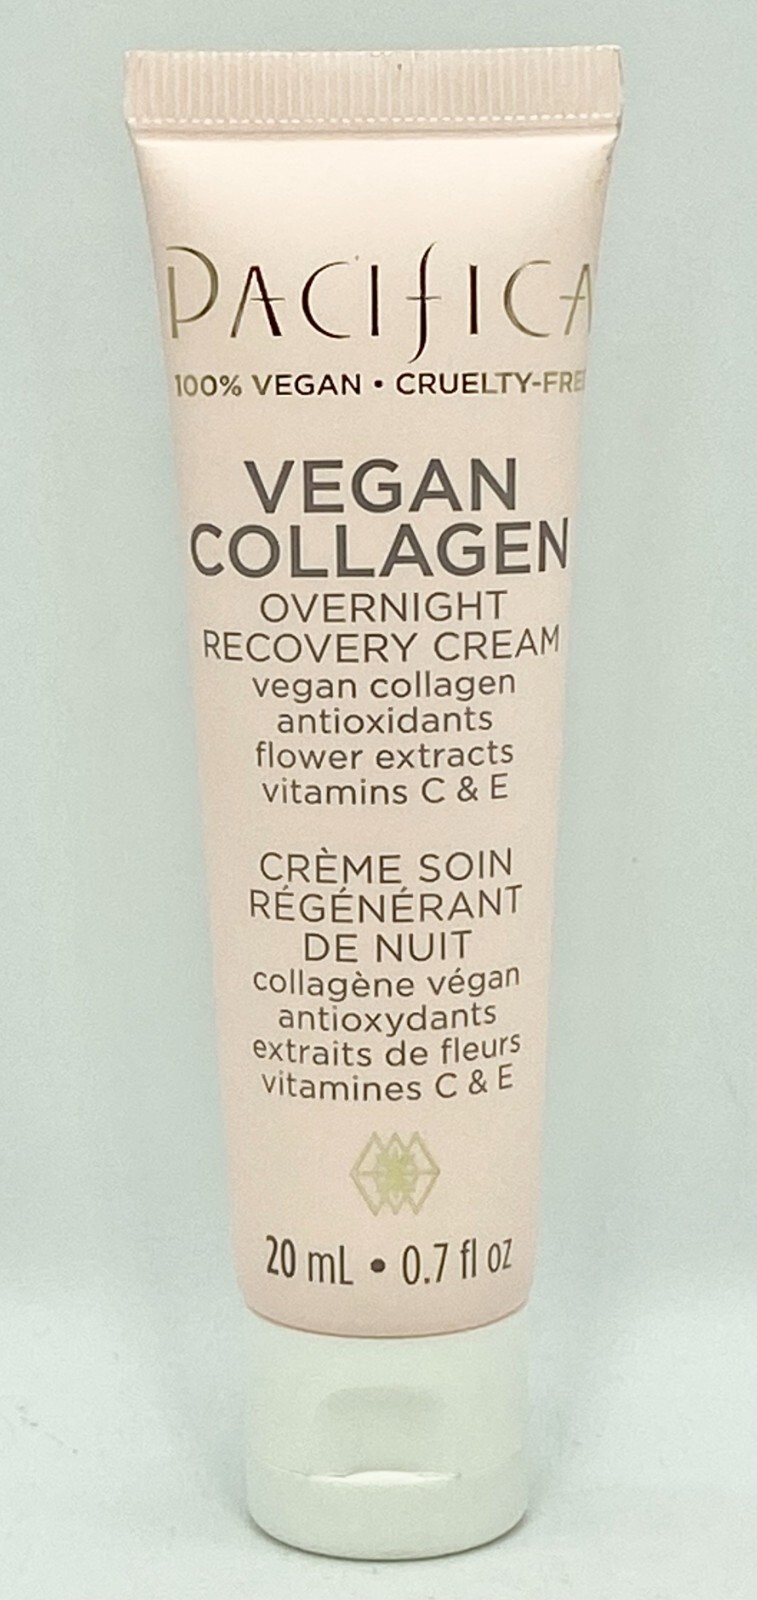 PACIFICA
100% VEGAN • CRUELTY-FREE
VEGAN
COLLAGEN
OVERNIGHT
RECOVERY CREAM
vegan collagen
antioxidants
flower extracts
vitamins C & E
CRÈME SOIN
RÉGÉNÉRANT
DE NUIT
collagène végan
antioxydants
extraits de fleurs
vitamines C & E
20 mL • 0.7 fl oz